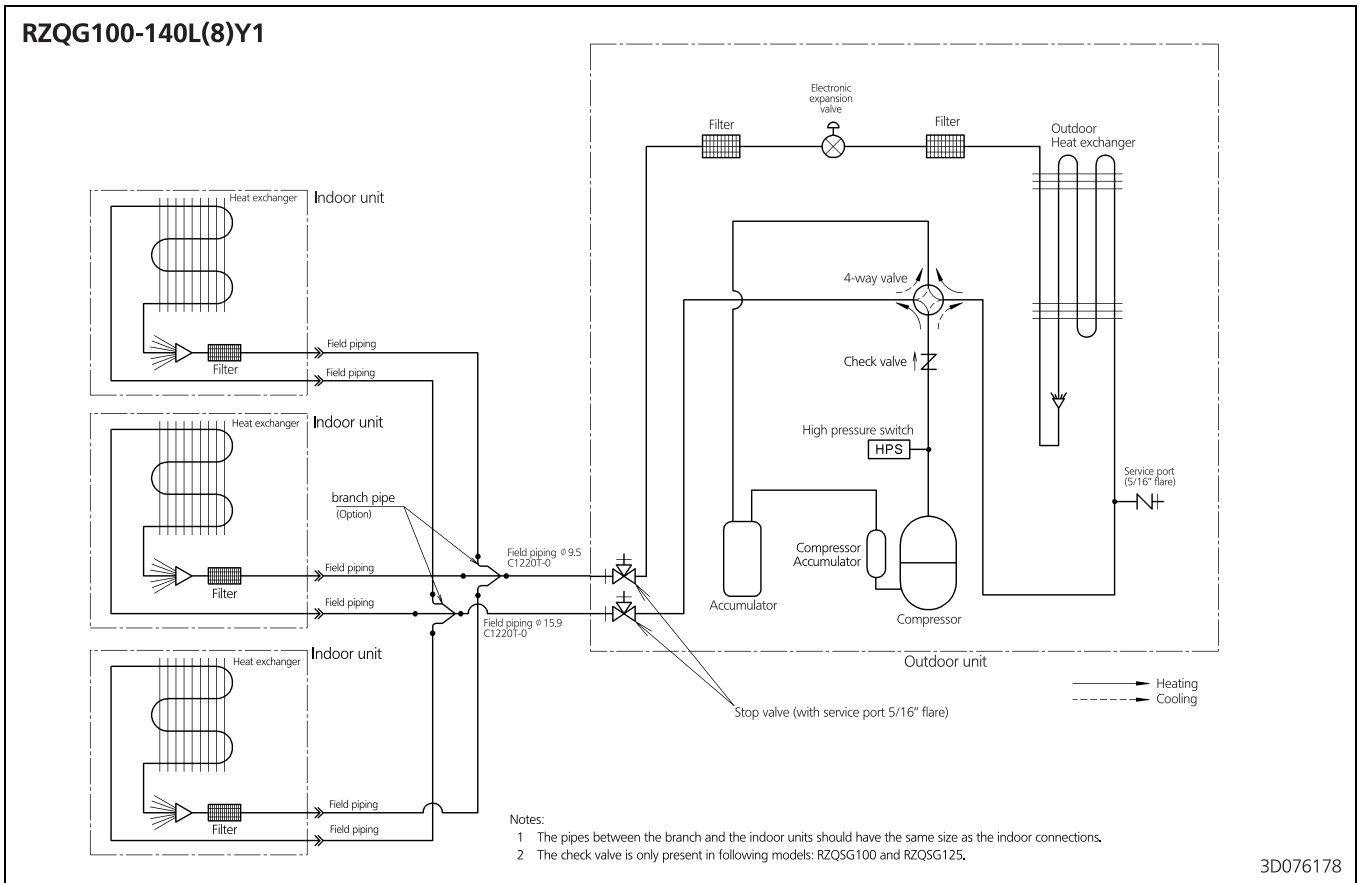 RZQG100-140L(8)Y1
Electronic
expansion
valve
Filter
Filter
Outdoor
Heat exchanger
Heat exchanger
Indoor unit
4-way valve
Field piping
Filter
Field piping
Check valve
Heat exchanger
Indoor unit
High pressure switch
HPS
Service port
(5/16" flare)
branch pipe
(Option)
Compressor
Accumulator
Field piping ϕ 9.5
C1220T-0
Field piping
Filter
Field piping
Accumulator
Compressor
Field piping ϕ 15.9
C1220T-0
Heat exchanger
Indoor unit
Outdoor unit
Heating
Cooling
Stop valve (with service port 5/16" flare)
Field piping
Filter
Field piping
Notes:
1 The pipes between the branch and the indoor units should have the same size as the indoor connections.
2 The check valve is only present in following models: RZQSG100 and RZQSG125.
3D076178